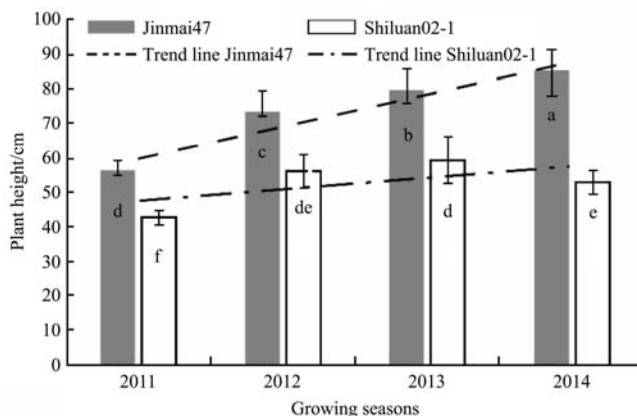 100
90
80
70
60
50
40
30
20
10
0
Plant height/cm
Jinmai47 Shiluan02-1
Trend line Jinmai47 Trend line Shiluan02-1
d f c de b d a e
2011 2012 2013 2014
Growing seasons